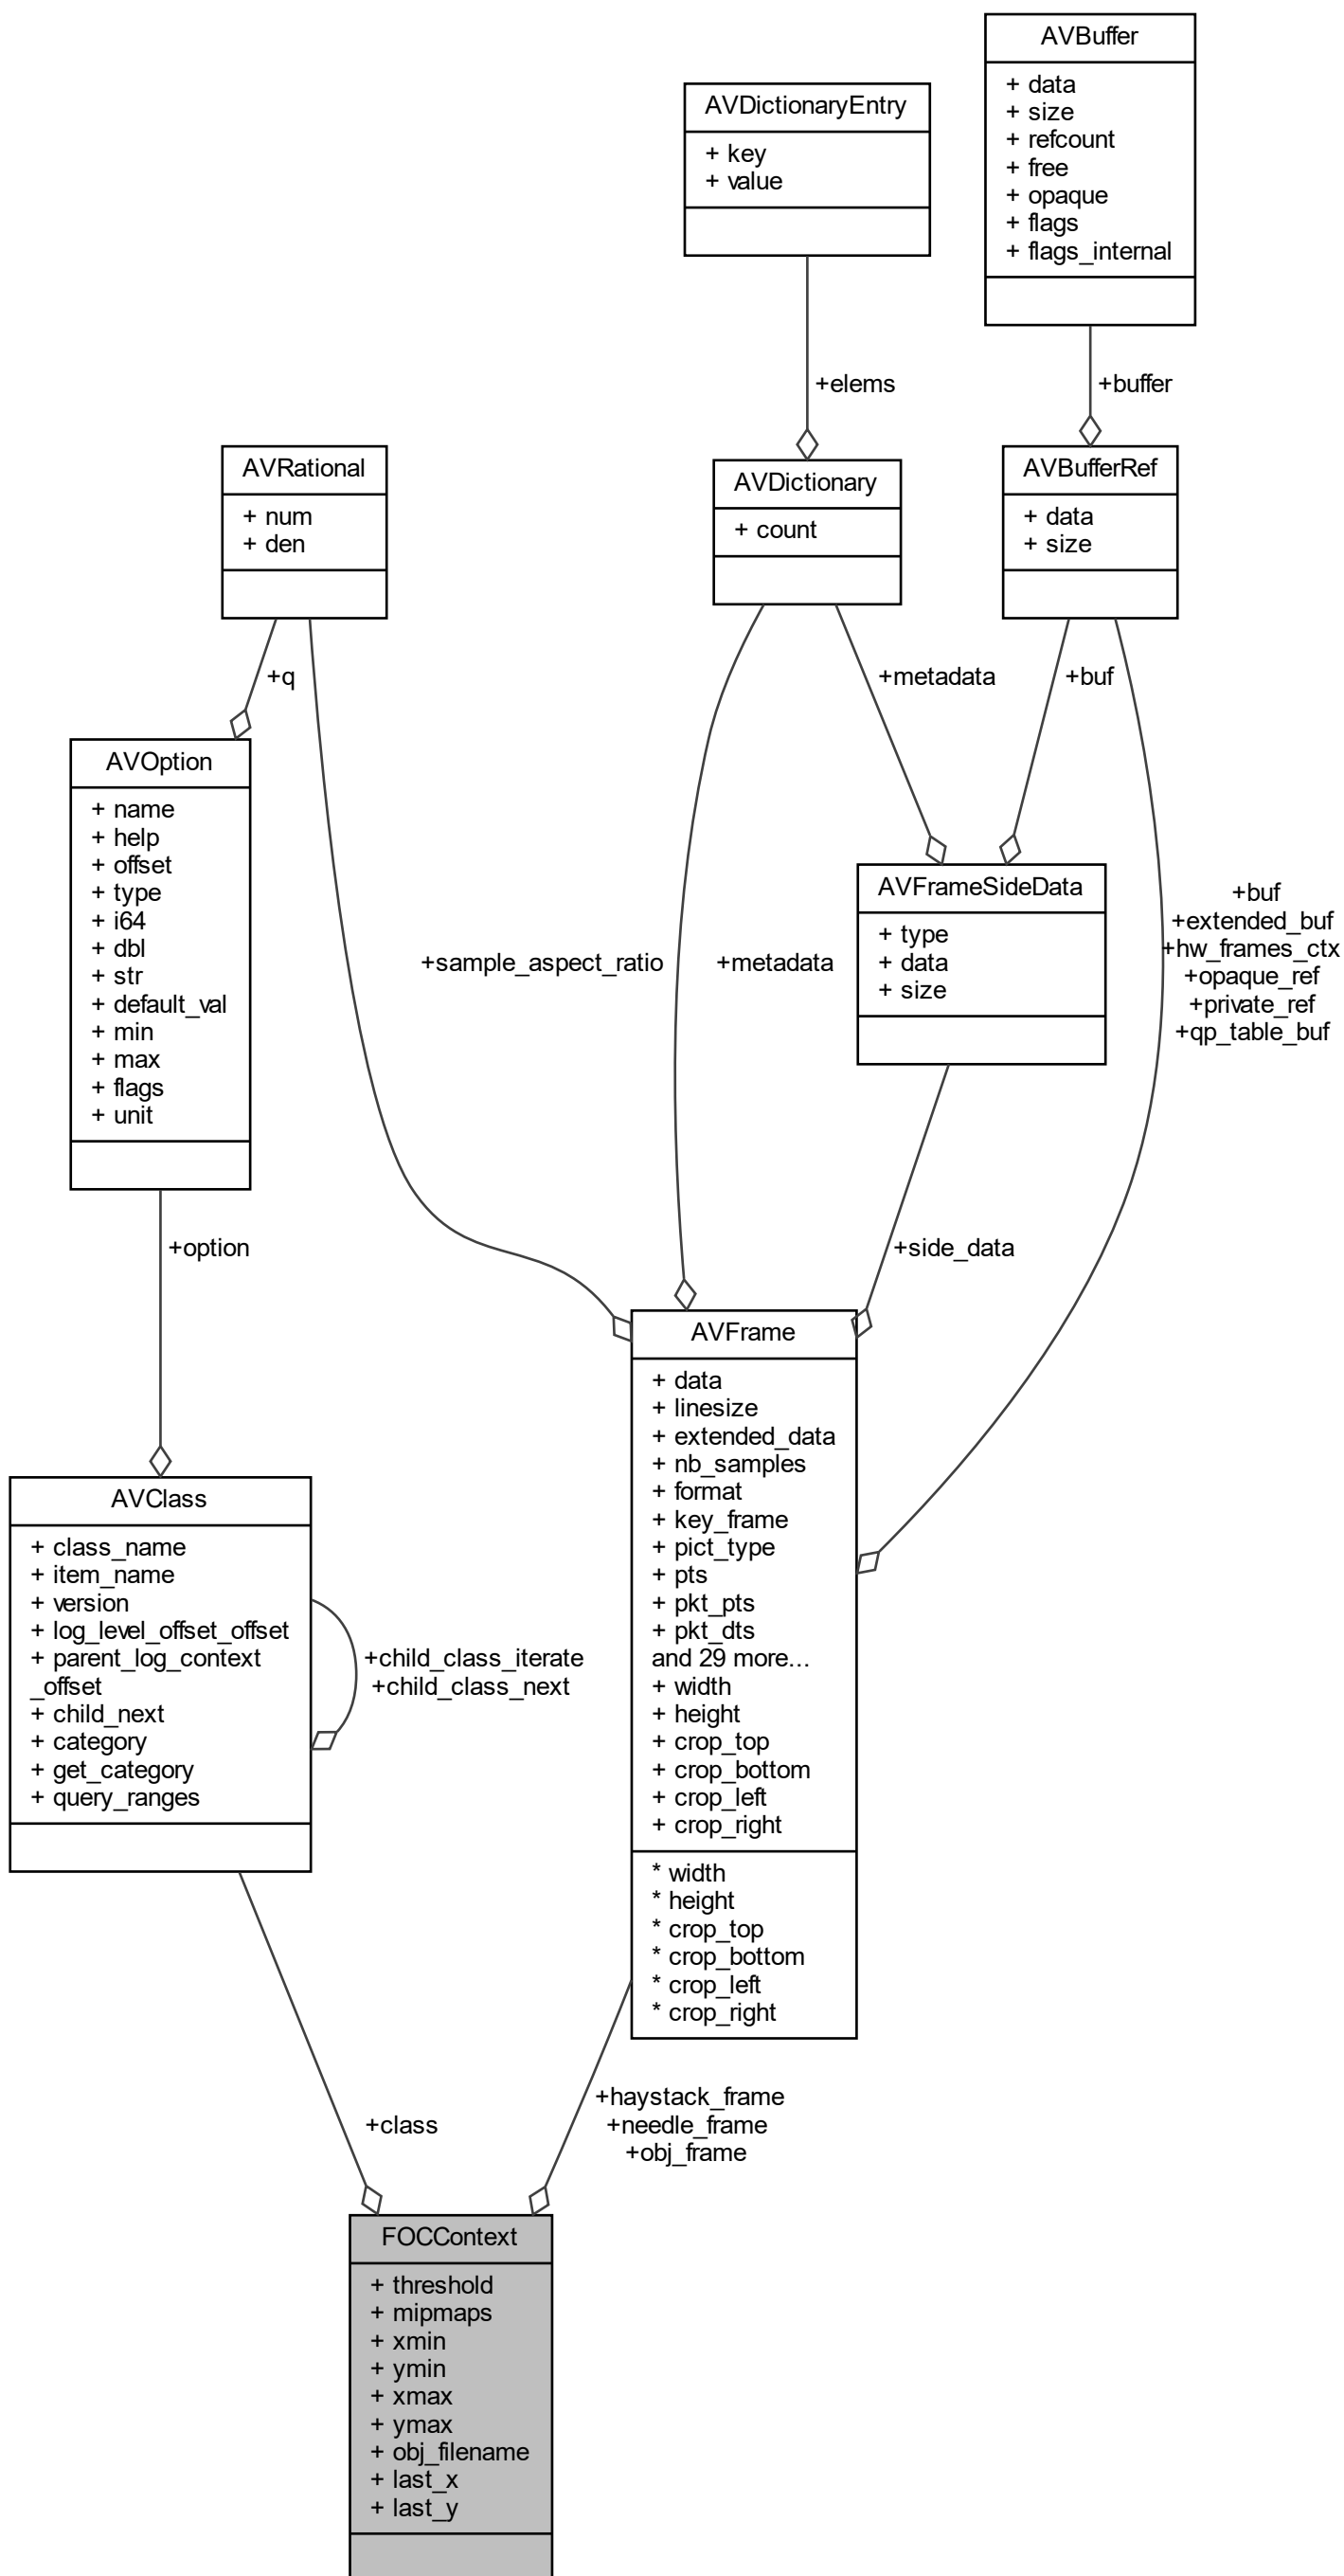 AVBuffer
+ data
+ size
+ refcount
+ free
+ opaque
+ flags
+ flags_internal
AVDictionaryEntry
+ key
+ value
+elems
+buffer
AVRational
+ num
+ den
AVDictionary
+ count
AVBufferRef
+ data
+ size
+q
+metadata
+buf
AVOption
+ name
+ help
+ offset
+ type
+ i64
+ dbl
+ str
+ default_val
+ min
+ max
+ flags
+ unit
+sample_aspect_ratio
+metadata
AVFrameSideData
+ type
+ data
+ size
+buf
+extended_buf
+hw_frames_ctx
+opaque_ref
+private_ref
+qp_table_buf
+option
+side_data
AVFrame
+ data
+ linesize
+ extended_data
+ nb_samples
+ format
+ key_frame
+ pict_type
+ pts
+ pkt_pts
+ pkt_dts
and 29 more...
+ width
+ height
+ crop_top
+ crop_bottom
+ crop_left
+ crop_right
* width
* height
* crop_top
* crop_bottom
* crop_left
* crop_right
AVClass
+ class_name
+ item_name
+ version
+ log_level_offset_offset
+ parent_log_context
_offset
+ child_next
+ category
+ get_category
+ query_ranges
+child_class_iterate
+child_class_next
+class
+haystack_frame
+needle_frame
+obj_frame
FOCContext
+ threshold
+ mipmaps
+ xmin
+ ymin
+ xmax
+ ymax
+ obj_filename
+ last_x
+ last_y